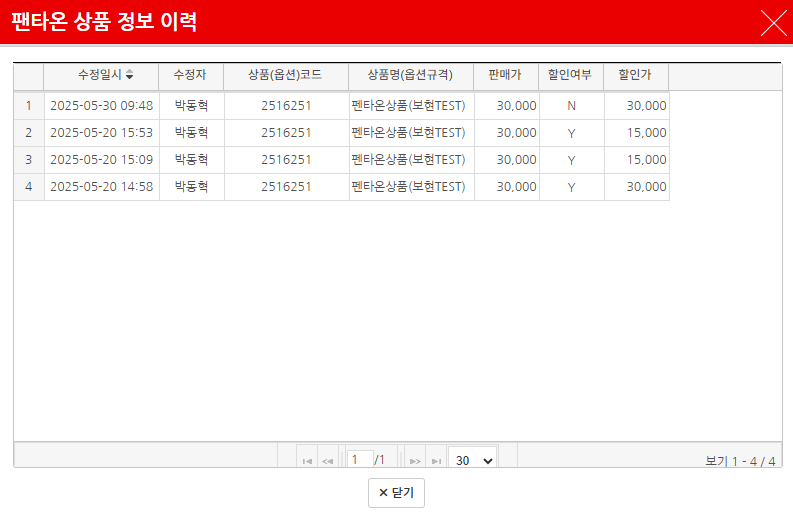 팬타온 상품 정보 이력
수정일시 수정자 상품(옵션)코드 상품명(옵션규격) 판매가 할인여부 할인가
1 2025-05-30 09:48 박동혁 2516251 펜타온상품(보현TEST) 30,000 N 30,000
2 2025-05-20 15:53 박동혁 2516251 펜타온상품(보현TEST) 30,000 Y 15,000
3 2025-05-20 15:09 박동혁 2516251 펜타온상품(보현TEST) 30,000 Y 15,000
4 2025-05-20 14:58 박동혁 2516251 펜타온상품(보현TEST) 30,000 Y 30,000
1 /1 30 보기 1 - 4 / 4
✕ 닫기